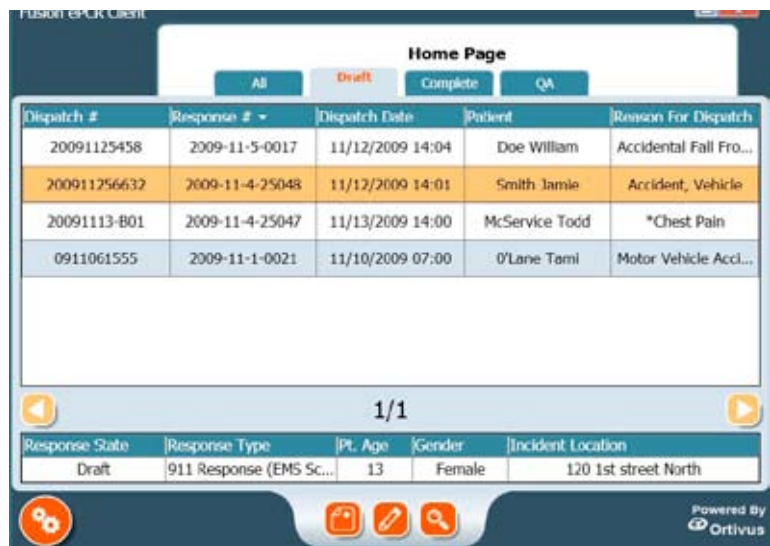 Fusion ePCR Client
Home Page
All Draft Complete QA
Dispatch # Response # Dispatch Date Patient Reason For Dispatch
20091125458 2009-11-5-0017 11/12/2009 14:04 Doe William Accidental Fall Fro...
200911256632 2009-11-4-25048 11/12/2009 14:01 Smith Jamie Accident, Vehicle
20091113-B01 2009-11-4-25047 11/13/2009 14:00 McService Todd *Chest Pain
0911061555 2009-11-1-0021 11/10/2009 07:00 O'Lane Tami Motor Vehicle Acci...
1/1
Response State Response Type Pt. Age Gender Incident Location
Draft 911 Response (EMS Sc... 13 Female 120 1st street North
Powered By
Ortivus